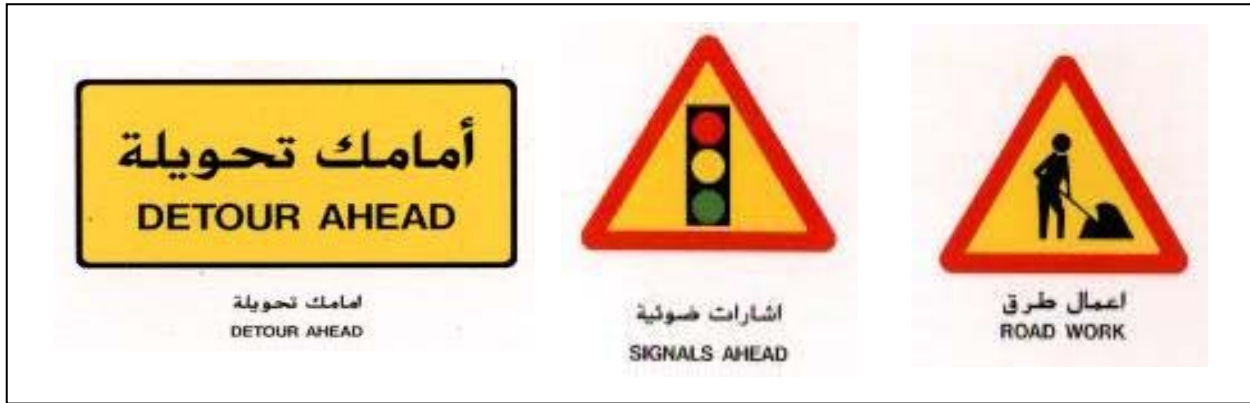 أمامك تحويلة
DETOUR AHEAD
امامك تحويلة
DETOUR AHEAD
اشارات ضوئية
SIGNALS AHEAD
اعمال طرق
ROAD WORK